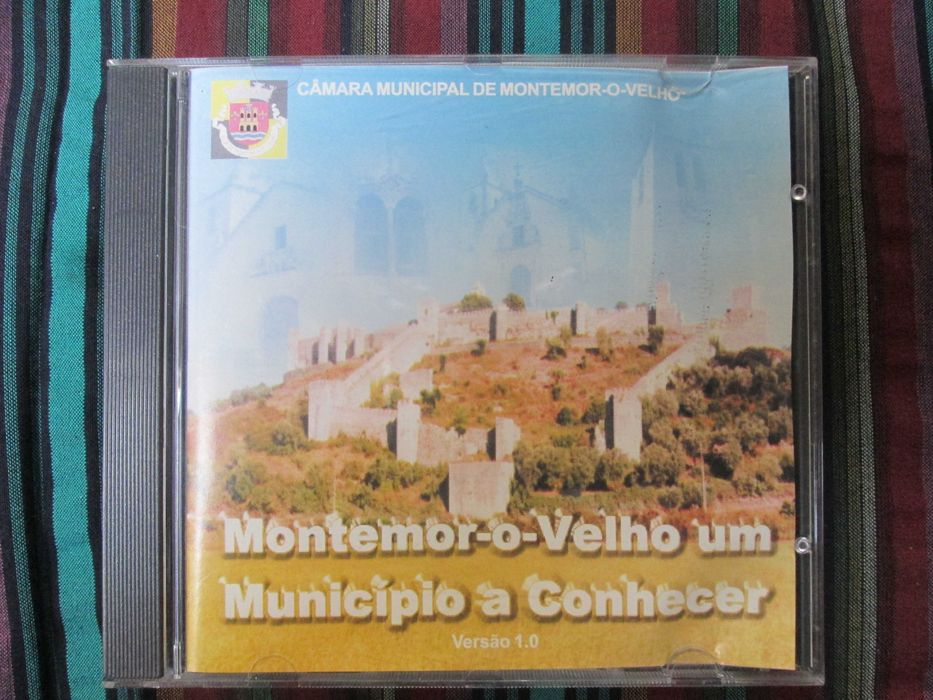 CÂMARA MUNICIPAL DE MONTEMOR-O-VELHO
Montemor-o-Velho um
Município a Conhecer
Versão 1.0